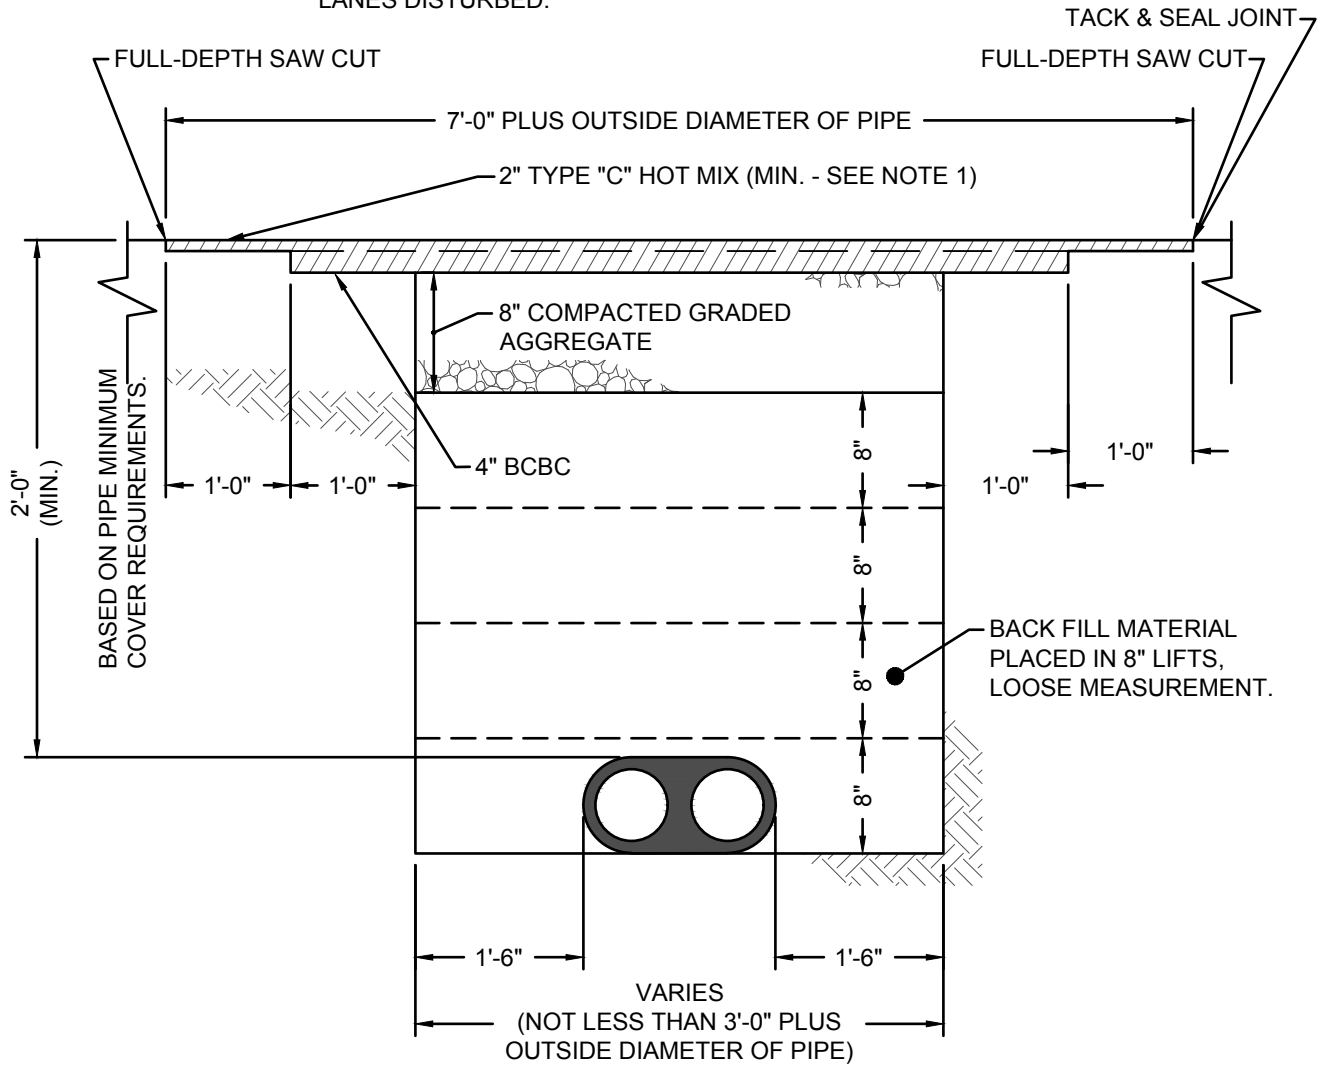 LANES DISTURBED.
TACK & SEAL JOINT
FULL-DEPTH SAW CUT
FULL-DEPTH SAW CUT
7'-0" PLUS OUTSIDE DIAMETER OF PIPE
2" TYPE "C" HOT MIX (MIN. - SEE NOTE 1)
8" COMPACTED GRADED
AGGREGATE
2'-0"
(MIN.)
BASED ON PIPE MINIMUM
COVER REQUIREMENTS.
4" BCBC
1'-0"
1'-0"
1'-0"
1'-0"
8"
8"
8"
8"
BACK FILL MATERIAL
PLACED IN 8" LIFTS,
LOOSE MEASUREMENT.
1'-6"
1'-6"
VARIES
(NOT LESS THAN 3'-0" PLUS
OUTSIDE DIAMETER OF PIPE)